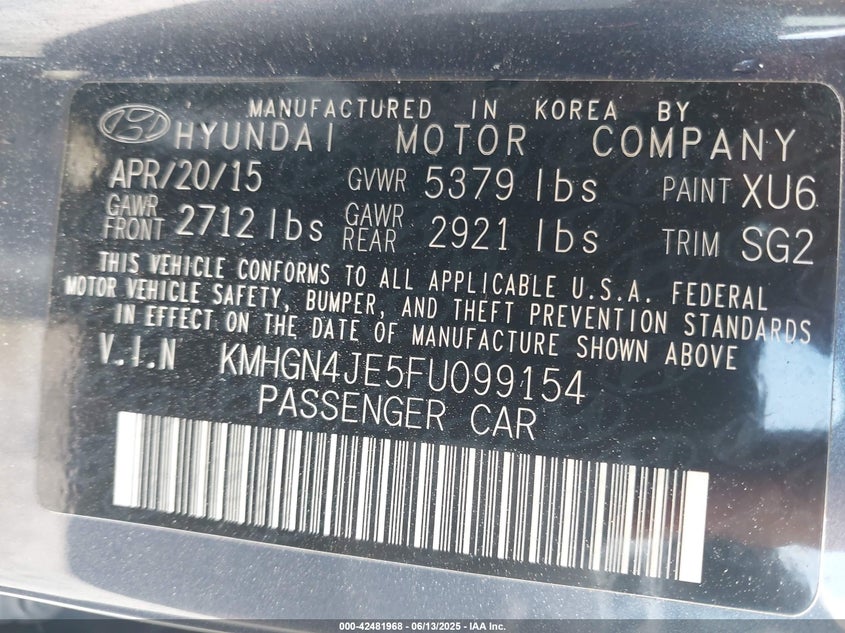 MANUFACTURED IN KOREA BY
HYUNDAI MOTOR COMPANY
APR/20/15 GVWR 5379 lbs PAINT XU6
GAWR FRONT 2712 lbs GAWR REAR 2921 lbs TRIM SG2
THIS VEHICLE CONFORMS TO ALL APPLICABLE U.S.A. FEDERAL
MOTOR VEHICLE SAFETY, BUMPER, AND THEFT PREVENTION STANDARDS
IN EFFECT ON THE DATE OF MANUFACTURE SHOWN ABOVE
V.I.N KMHGN4JE5FU099154
PASSENGER CAR
000-42481968 - 06/13/2025 - IAA Inc.